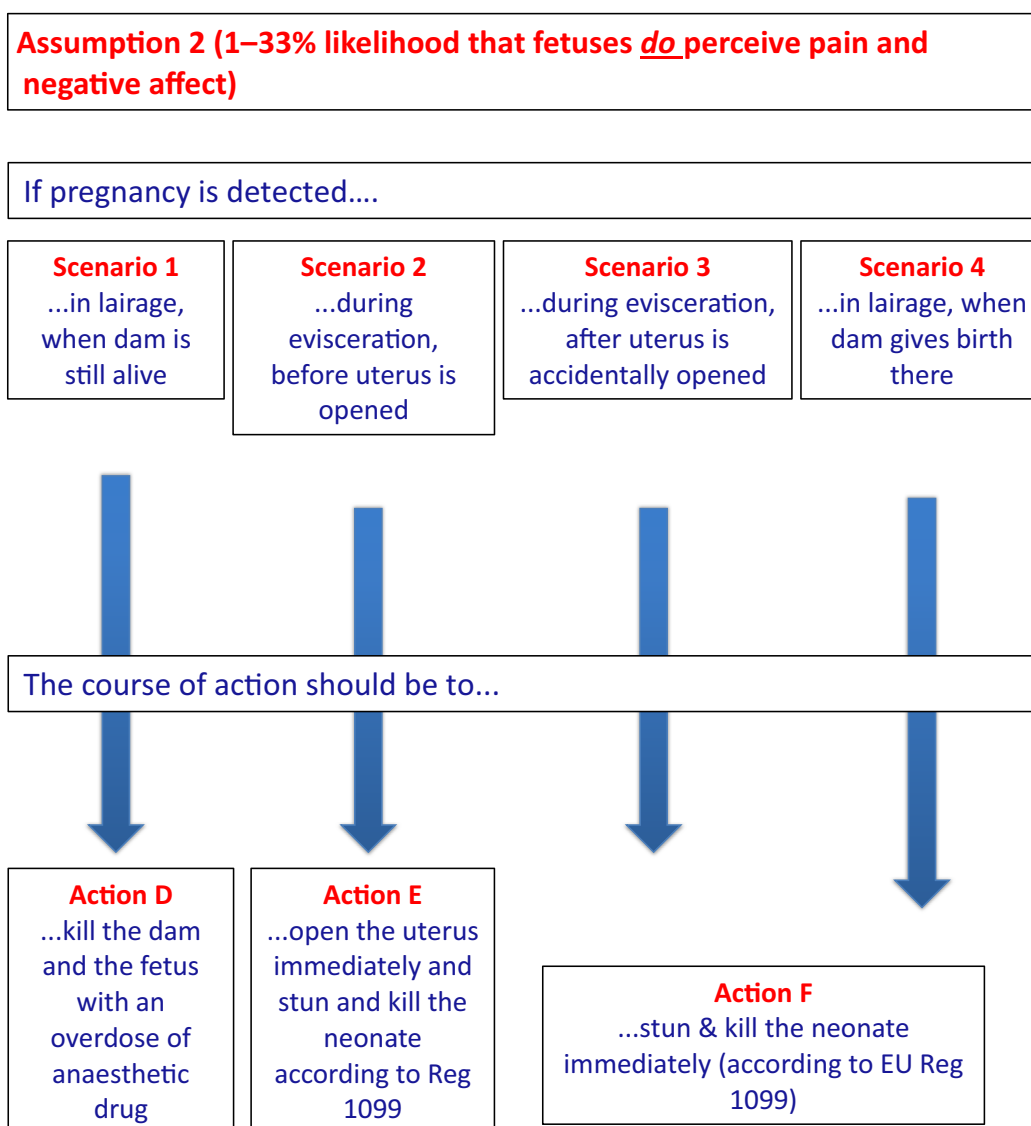 Assumption 2 (1–33% likelihood that fetuses do perceive pain and
negative affect)
If pregnancy is detected....
Scenario 1
...in lairage,
when dam is
still alive
Scenario 2
...during
evisceration,
before uterus is
opened
Scenario 3
...during evisceration,
after uterus is
accidentally opened
Scenario 4
...in lairage, when
dam gives birth
there
The course of action should be to...
Action D
...kill the dam
and the fetus
with an
overdose of
anaesthetic
drug
Action E
...open the uterus
immediately and
stun and kill the
neonate
according to Reg
1099
Action F
...stun & kill the neonate
immediately (according to EU Reg
1099)